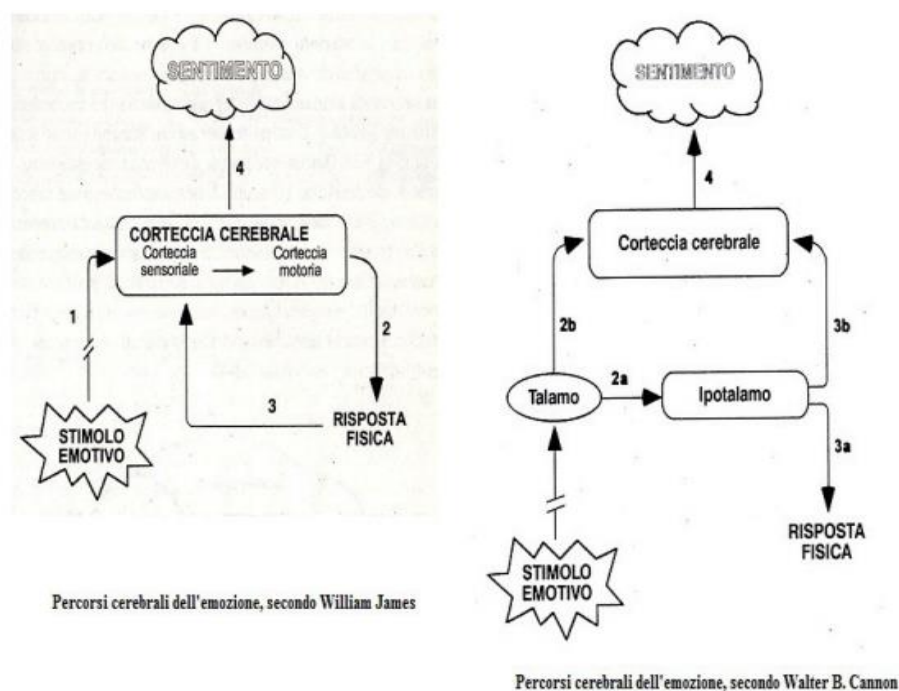 SENTIMENTO
4
CORTECCIA CEREBRALE
Corteccia
sensoriale
Corteccia
motoria
1
2
3
STIMOLO
EMOTIVO
RISPOSTA
FISICA
Percorsi cerebrali dell'emozione, secondo William James
SENTIMENTO
4
Corteccia cerebrale
2b
3b
2a
Talamo
Ipotalamo
3a
RISPOSTA
FISICA
STIMOLO
EMOTIVO
Percorsi cerebrali dell'emozione, secondo Walter B. Cannon